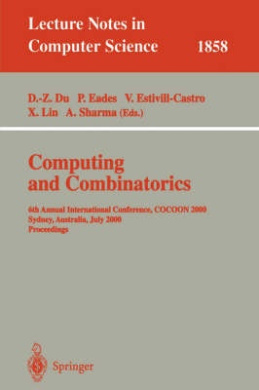 Lecture Notes in
Computer Science 1858
D.-Z. Du P. Eades V. Estivill-Castro
X. Lin A. Sharma (Eds.)
Computing
and Combinatorics
6th Annual International Conference, COCOON 2000
Sydney, Australia, July 2000
Proceedings
Springer